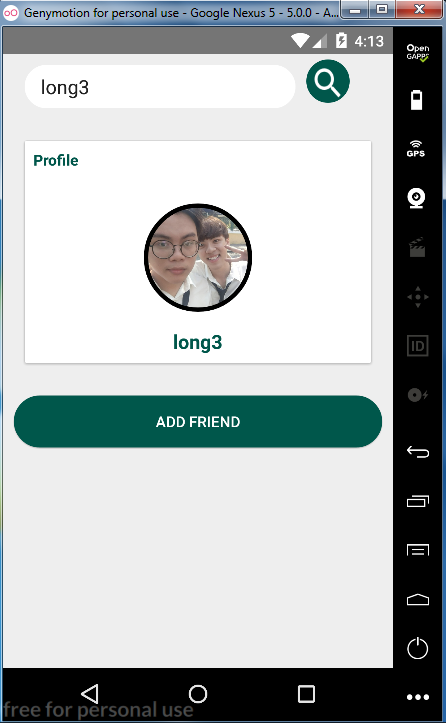 Genymotion for personal use - Google Nexus 5 - 5.0.0 - A...
4:13
Open
GAPPS
long3
Profile
GPS
long3
ID
ADD FRIEND
free for personal use